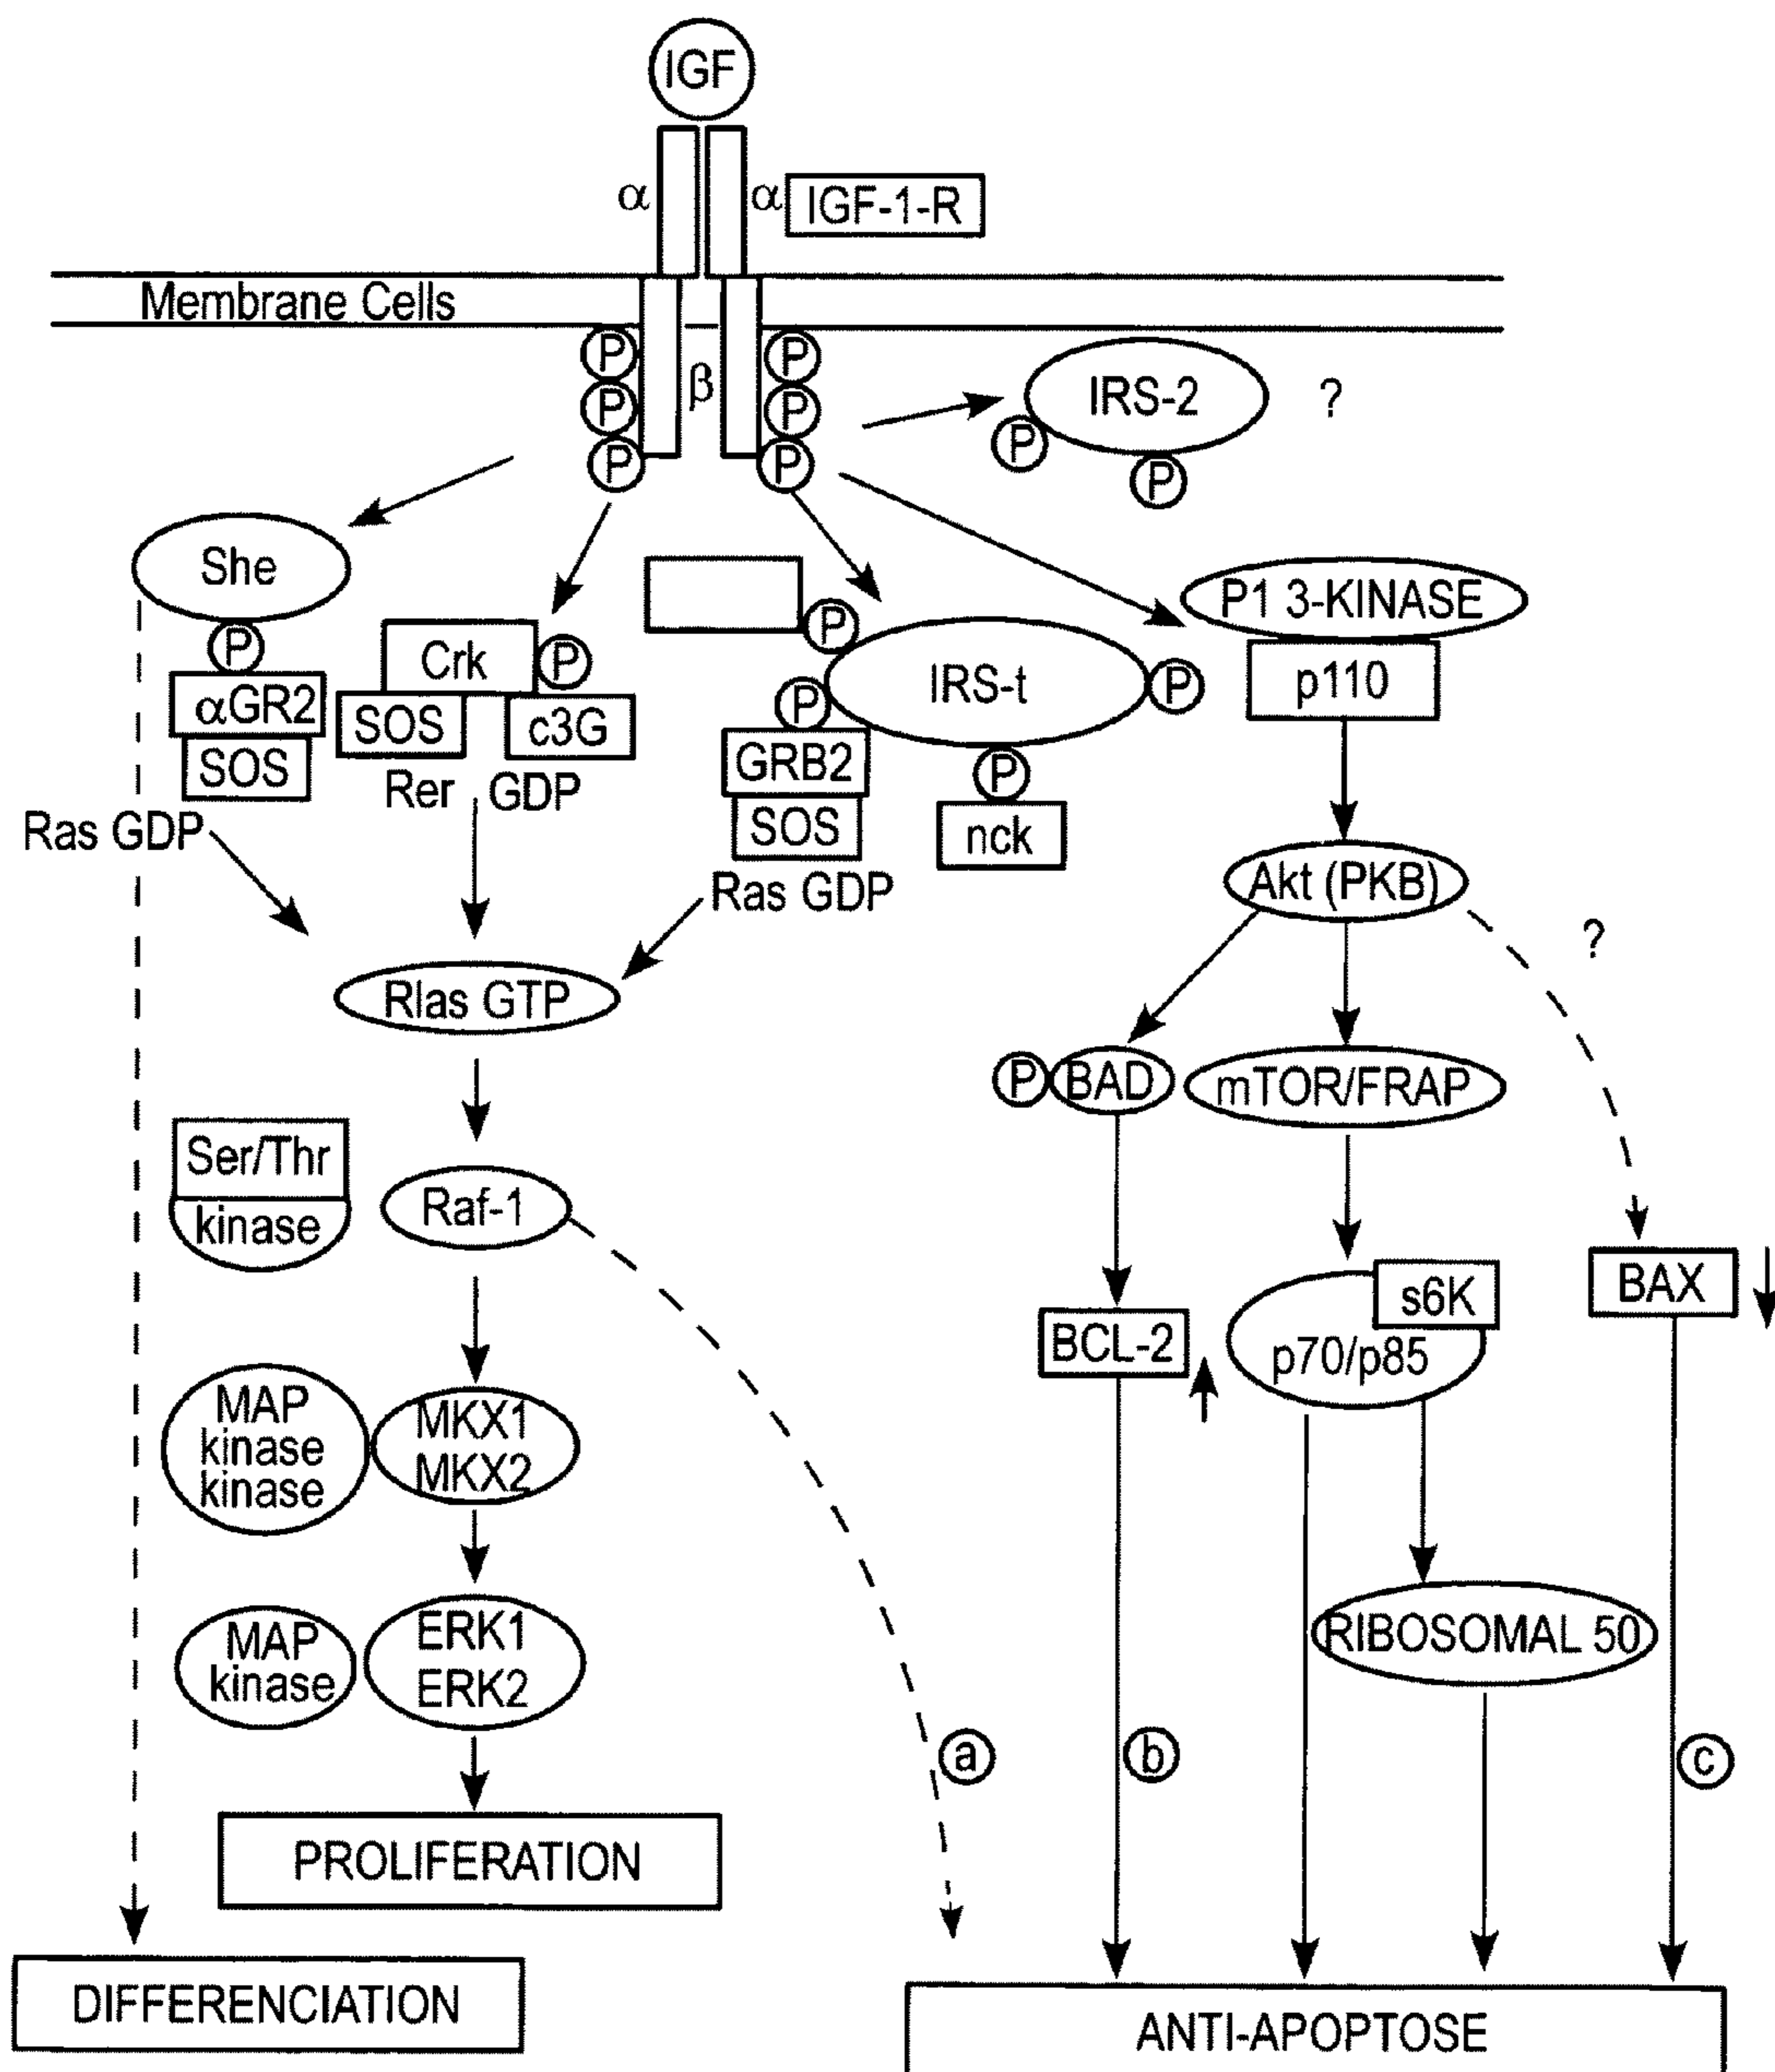 IGF
α
α
IGF-1-R
Membrane Cells
P
P
P
β
P
P
P
IRS-2
?
P
P
She
P
αGR2
SOS
Ras GDP
Crk
P
SOS
c3G
Rer GDP
P
IRS-t
P
P
GRB2
SOS
Ras GDP
P
nck
P1 3-KINASE
p110
Akt (PKB)
?
Rlas GTP
P
BAD
mTOR/FRAP
Ser/Thr
kinase
Raf-1
BCL-2
s6K
p70/p85
BAX
MAP
kinase
kinase
MKX1
MKX2
RIBOSOMAL 50
MAP
kinase
ERK1
ERK2
a
b
c
PROLIFERATION
DIFFERENCIATION
ANTI-APOPTOSE